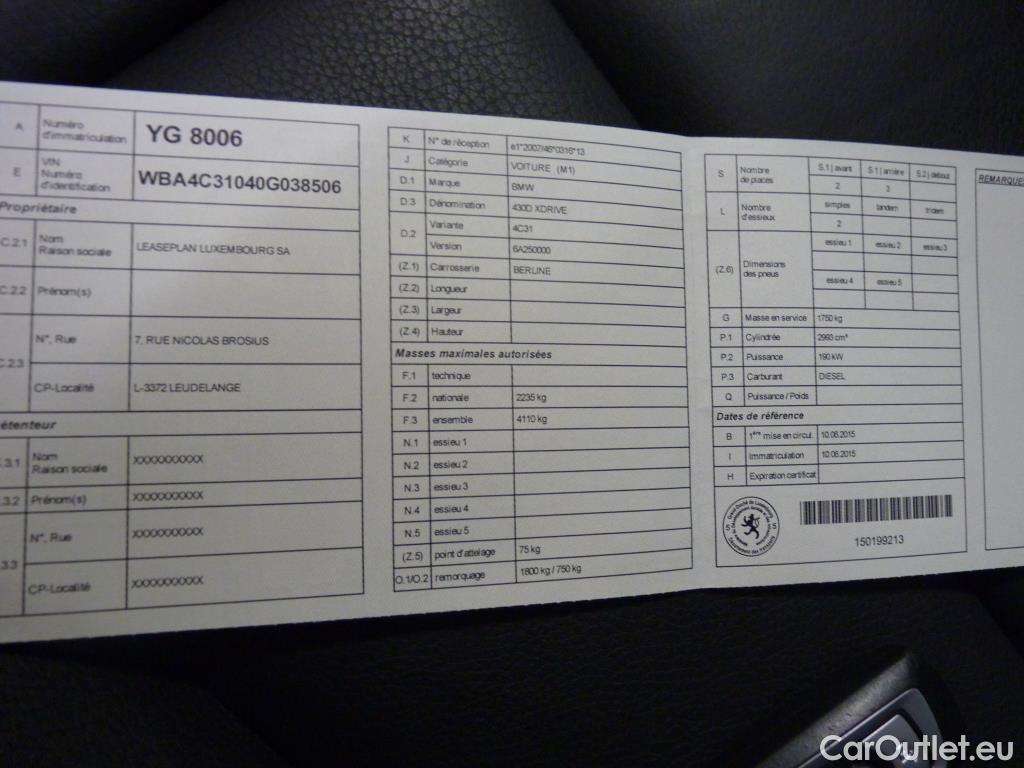 A Numéro d'immatriculation YG 8006
E VIN Numéro d'identification WBA4C31040G038506
Propriétaire
C.2.1 Nom Raison sociale LEASEPLAN LUXEMBOURG SA
C.2.2 Prénom(s)
C.2.3 N°, Rue 7, RUE NICOLAS BROSIUS
CP-Localité L-3372 LEUDELANGE
étenteur
.3.1 Nom Raison sociale XXXXXXXXXX
.3.2 Prénom(s) XXXXXXXXXX
.3.3 N°, Rue XXXXXXXXXX
CP-Localité XXXXXXXXXX
K N° de réception e1*2007/46*0316*13
J Catégorie VOITURE (M1)
D.1 Marque BMW
D.3 Dénomination 430D XDRIVE
D.2 Variante 4C31
Version 6A250000
(Z.1) Carrosserie BERLINE
(Z.2) Longueur
(Z.3) Largeur
(Z.4) Hauteur
Masses maximales autorisées
F.1 technique
F.2 nationale 2235 kg
F.3 ensemble 4110 kg
N.1 essieu 1
N.2 essieu 2
N.3 essieu 3
N.4 essieu 4
N.5 essieu 5
(Z.5) point d'attelage 75 kg
O.1/O.2 remorquage 1800 kg / 750 kg
S Nombre de places S.1 | avant S.1 | arrière S.2 | debout
2 3
L Nombre d'essieux simples tandem tridem
2
(Z.6) Dimensions des pneus essieu 1 essieu 2 essieu 3
essieu 4 essieu 5
G Masse en service 1750 kg
P.1 Cylindrée 2993 cm³
P.2 Puissance 190 kW
P.3 Carburant DIESEL
Q Puissance / Poids
Dates de référence
B 1ère mise en circul. 10.06.2015
I Immatriculation 10.06.2015
H Expiration certificat
150199213
REMARQUE
CarOutlet.eu